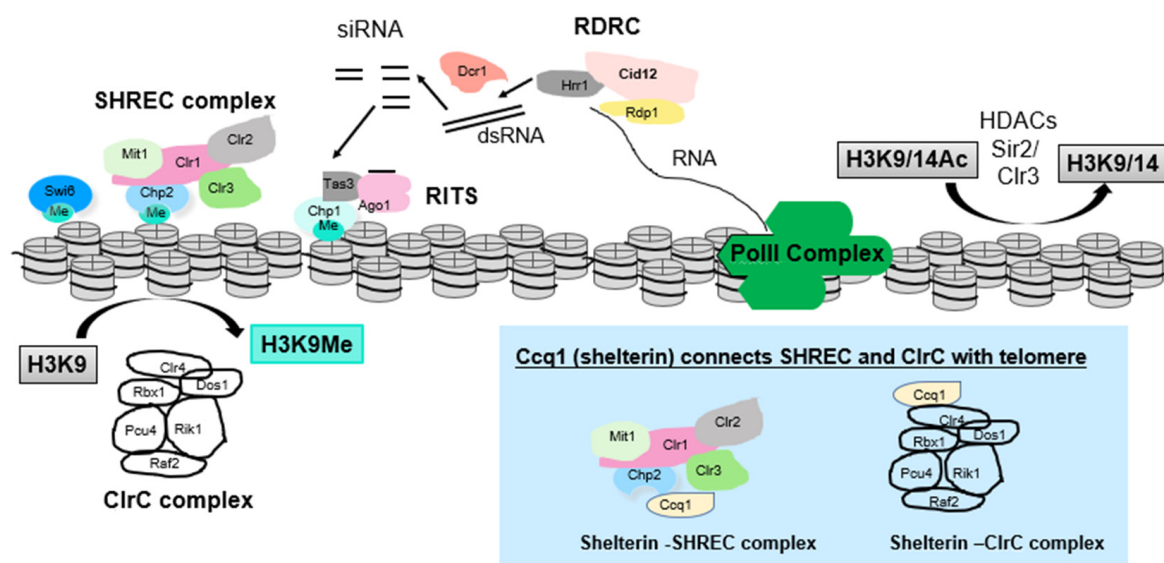 siRNA
RDRC
Dcr1
Hrr1
Cid12
Rdp1
dsRNA
RNA
SHREC complex
Mit1
Clr1
Clr2
Clr3
Chp2
Me
Swi6
Me
Tas3
Ago1
Chp1
Me
RITS
PolII Complex
HDACs
Sir2/
Clr3
H3K9/14Ac
H3K9/14
H3K9
H3K9Me
Clr4
Dos1
Rbx1
Pcu4
Rik1
Raf2
ClrC complex
Ccq1 (shelterin) connects SHREC and ClrC with telomere
Mit1
Clr1
Clr2
Chp2
Clr3
Ccq1
Shelterin -SHREC complex
Ccq1
Clr4
Dos1
Rbx1
Pcu4
Rik1
Raf2
Shelterin –ClrC complex